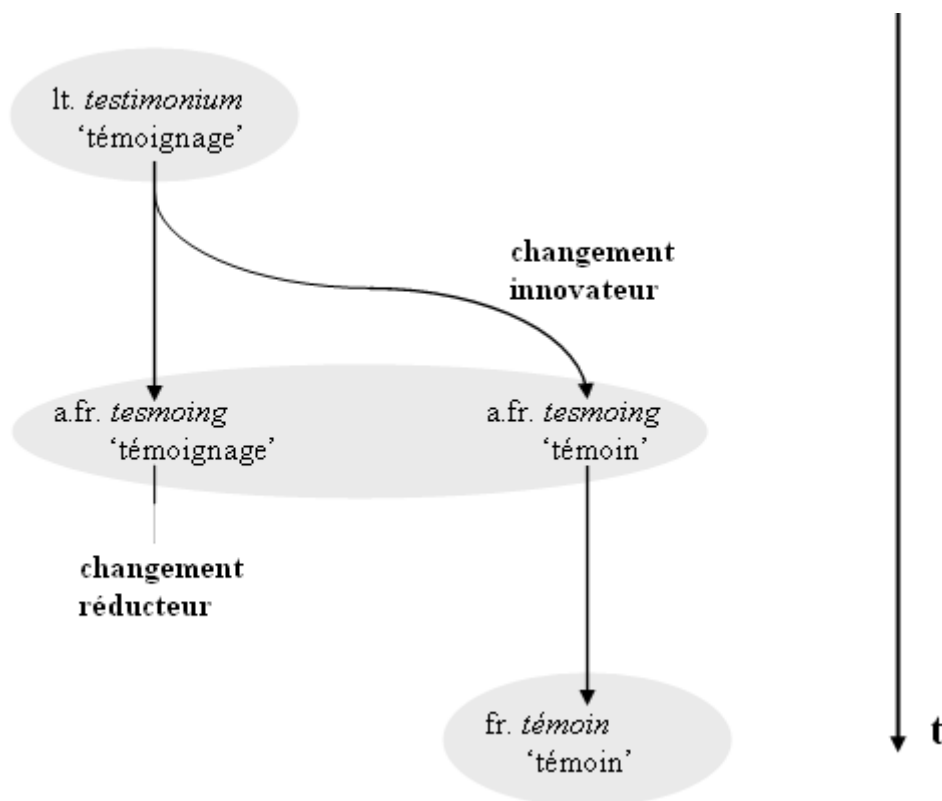 lt. testimonium
‘témoignage’
changement
innovateur
a.fr. tesmoing
‘témoignage’
a.fr. tesmoing
‘témoin’
changement
réducteur
fr. témoin
‘témoin’
t